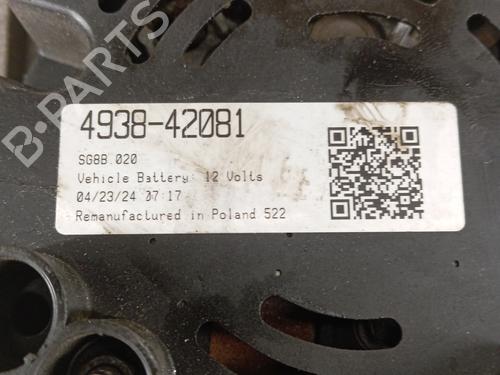 4938-42081
SG8B 020
Vehicle Battery: 12 Volts
04/23/24 07:17
Remanufactured in Poland 522
B-PARTS